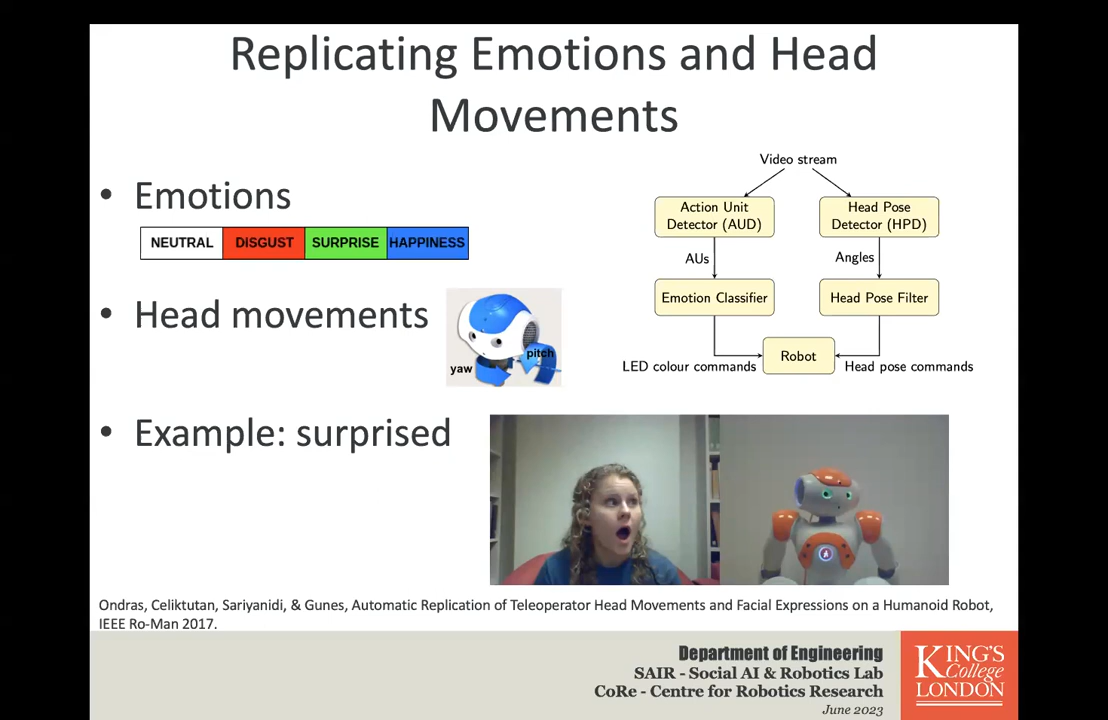 Replicating Emotions and Head
Movements
• Emotions
NEUTRAL DISGUST SURPRISE HAPPINESS
• Head movements
yaw
pitch
• Example: surprised
Video stream
Action Unit
Detector (AUD)
Head Pose
Detector (HPD)
AUs
Angles
Emotion Classifier
Head Pose Filter
Robot
LED colour commands
Head pose commands
Ondras, Celiktutan, Sariyanidi, & Gunes, Automatic Replication of Teleoperator Head Movements and Facial Expressions on a Humanoid Robot,
IEEE Ro-Man 2017.
Department of Engineering
SAIR - Social AI & Robotics Lab
CoRe - Centre for Robotics Research
June 2023
KING'S
College
LONDON